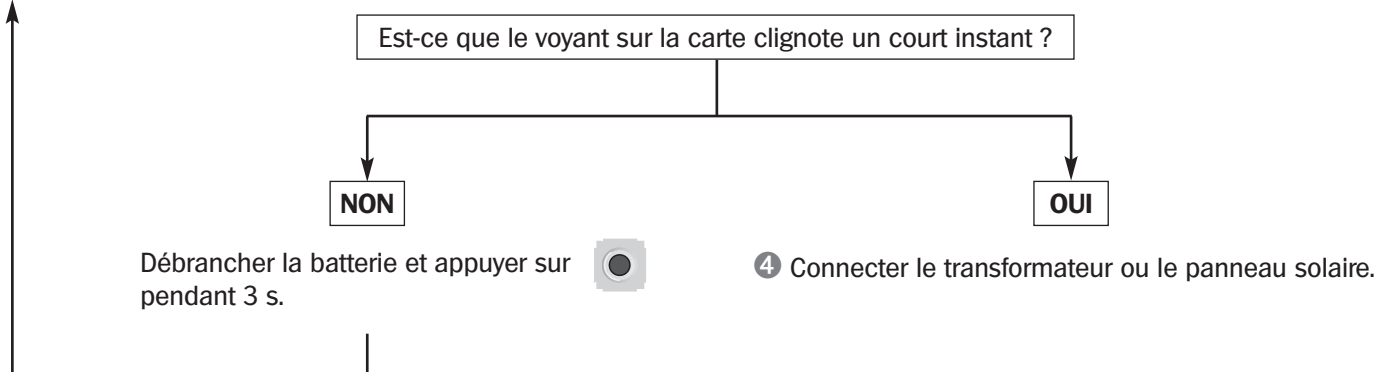 Est-ce que le voyant sur la carte clignote un court instant ?
NON
OUI
Débrancher la batterie et appuyer sur
pendant 3 s.
4 Connecter le transformateur ou le panneau solaire.